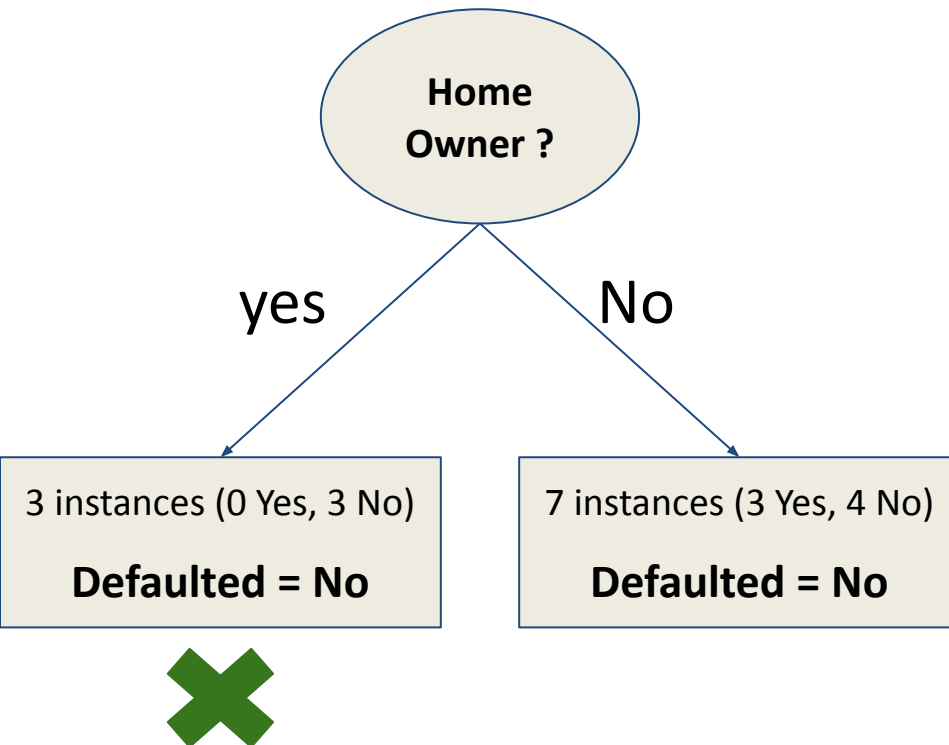 Home
Owner ?
yes
No
3 instances (0 Yes, 3 No)
Defaulted = No
7 instances (3 Yes, 4 No)
Defaulted = No